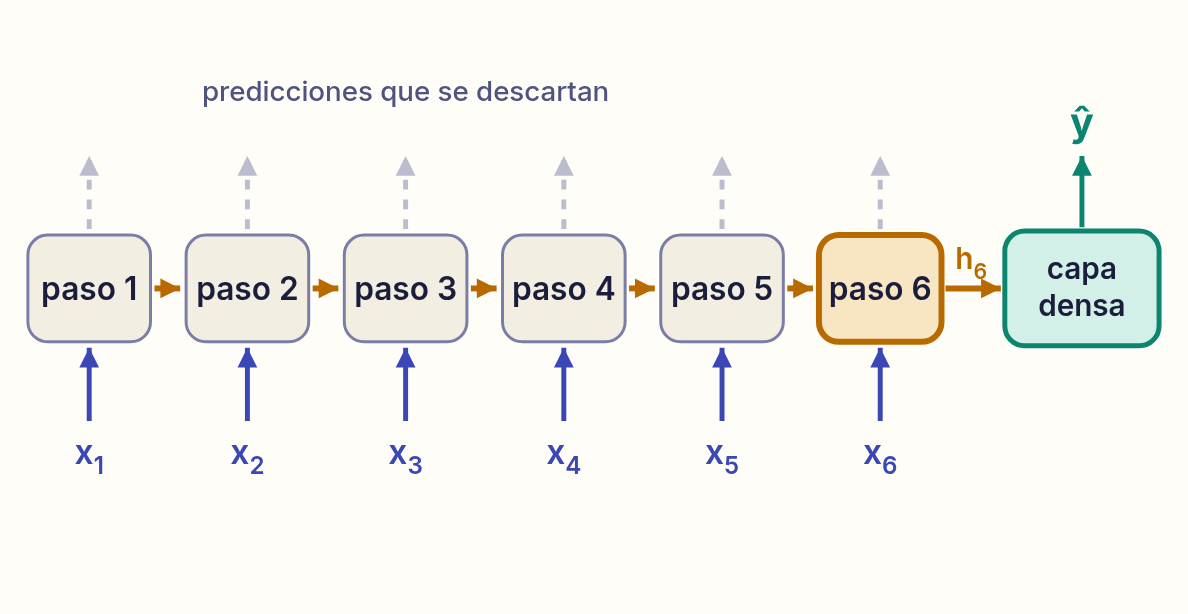 predicciones que se descartan
ŷ
paso 1
paso 2
paso 3
paso 4
paso 5
paso 6
h₆
capa
densa
x₁
x₂
x₃
x₄
x₅
x₆